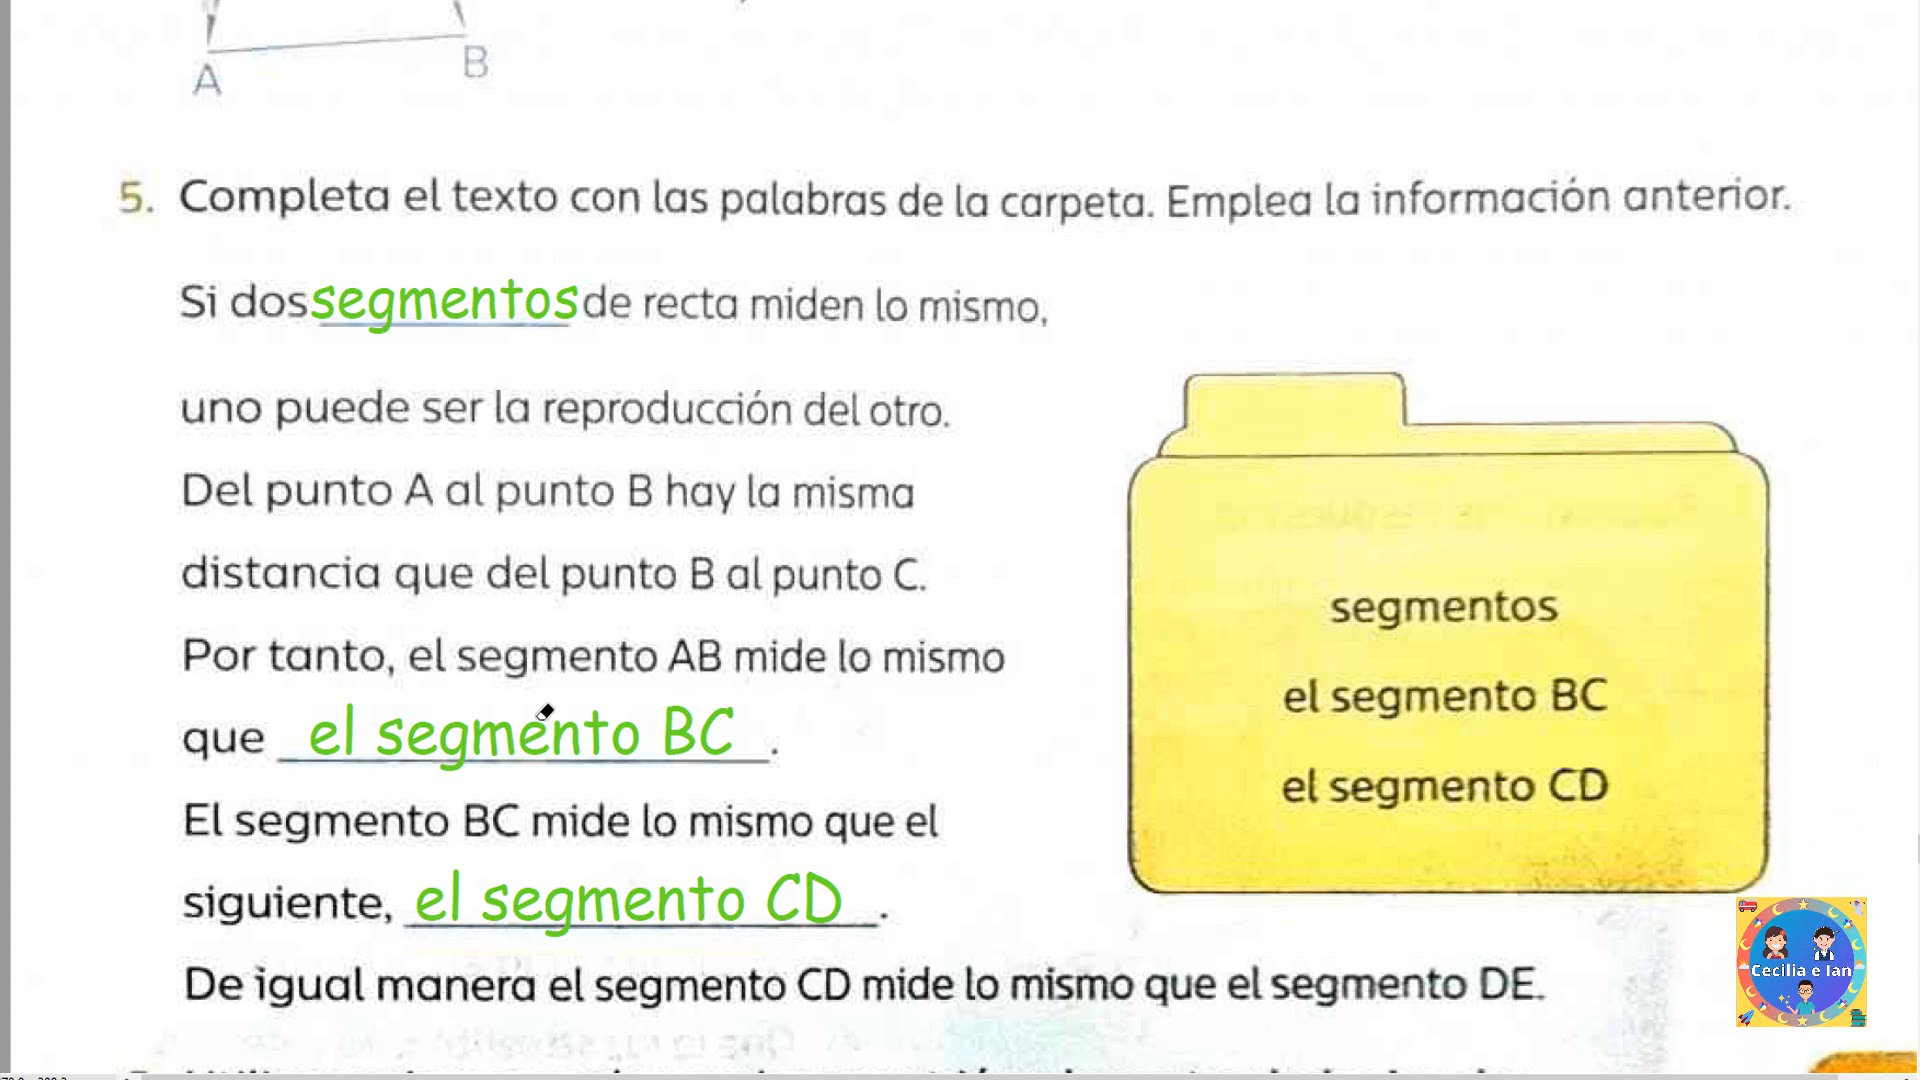 A
B
5. Completa el texto con las palabras de la carpeta. Emplea la información anterior.
Si dos segmentos de recta miden lo mismo,
uno puede ser la reproducción del otro.
Del punto A al punto B hay la misma
distancia que del punto B al punto C.
Por tanto, el segmento AB mide lo mismo
que el segmento BC.
El segmento BC mide lo mismo que el
siguiente, el segmento CD.
De igual manera el segmento CD mide lo mismo que el segmento DE.
segmentos
el segmento BC
el segmento CD
Cecilia e Ian